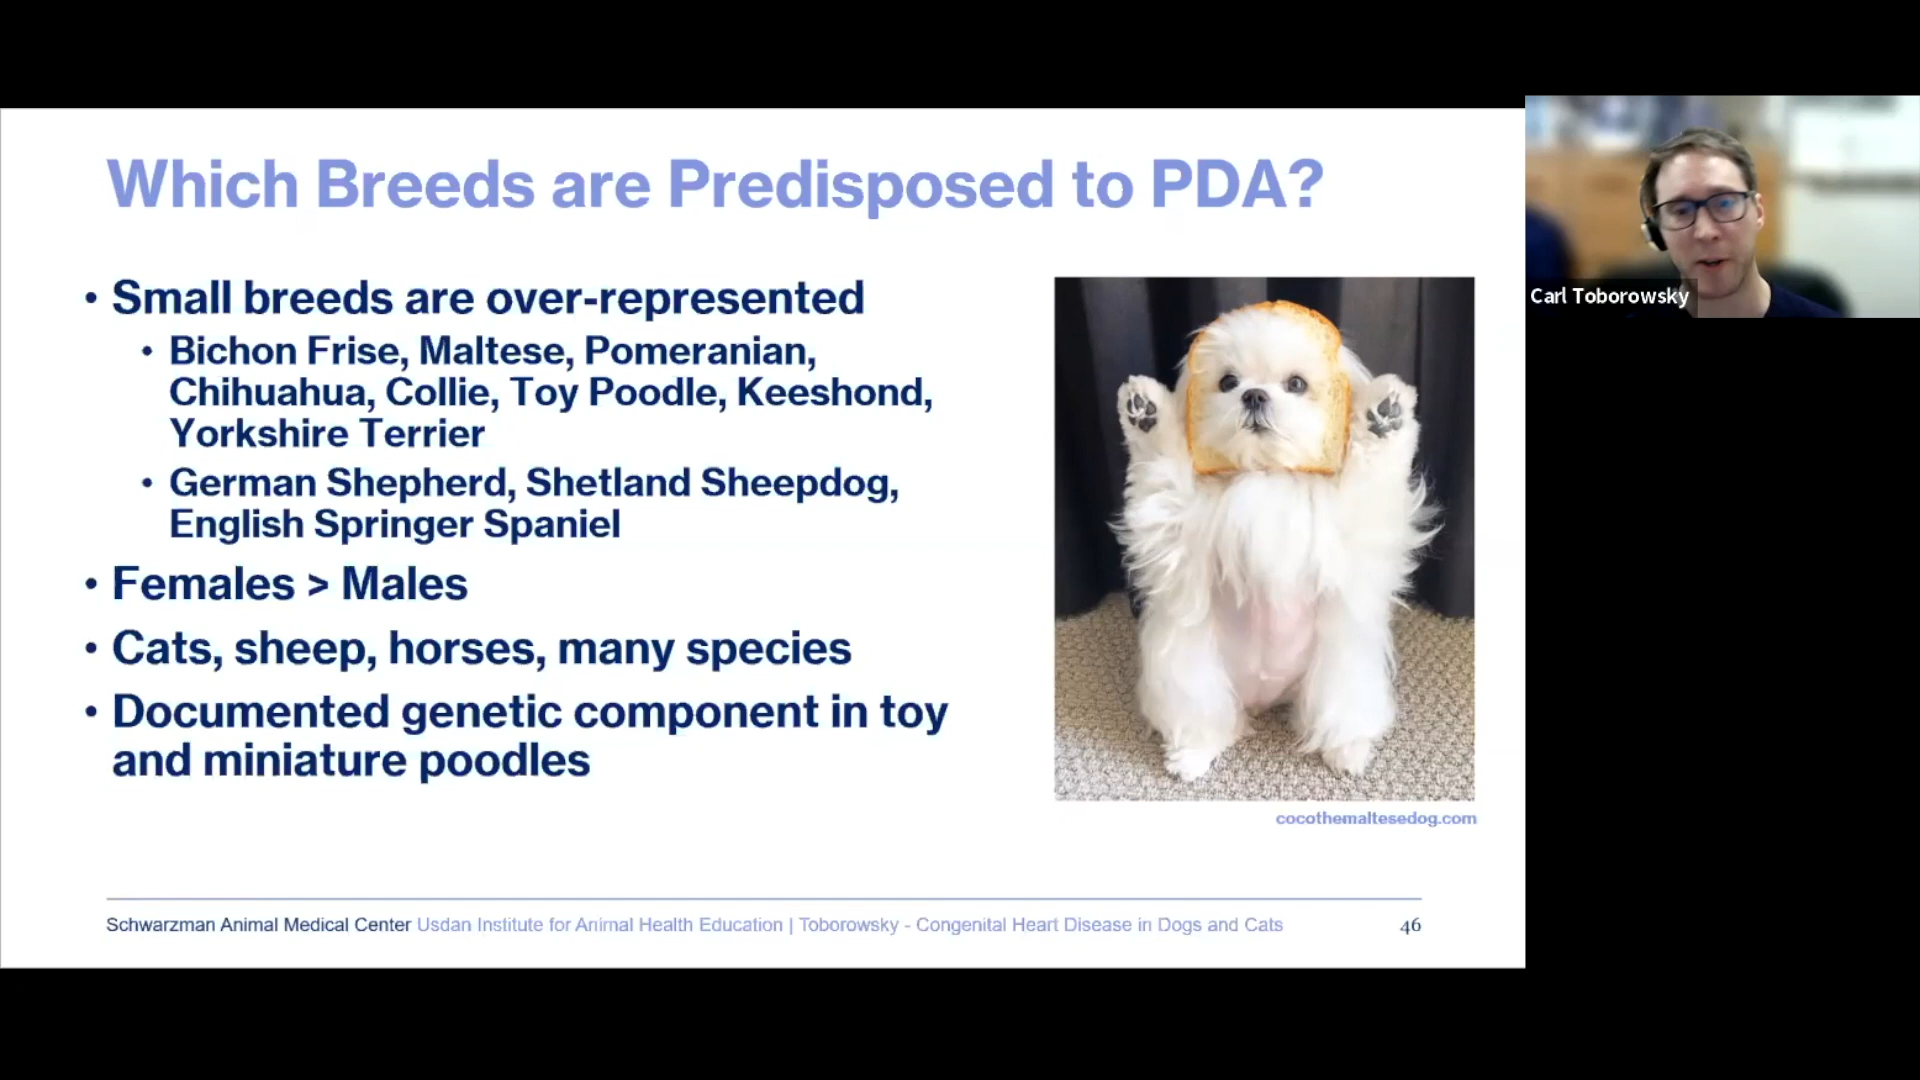 Which Breeds are Predisposed to PDA?
• Small breeds are over-represented
• Bichon Frise, Maltese, Pomeranian,
Chihuahua, Collie, Toy Poodle, Keeshond,
Yorkshire Terrier
• German Shepherd, Shetland Sheepdog,
English Springer Spaniel
• Females > Males
• Cats, sheep, horses, many species
• Documented genetic component in toy
and miniature poodles
cocothemaltesedog.com
Schwarzman Animal Medical Center Usdan Institute for Animal Health Education | Toborowsky - Congenital Heart Disease in Dogs and Cats 46
Carl Toborowsky